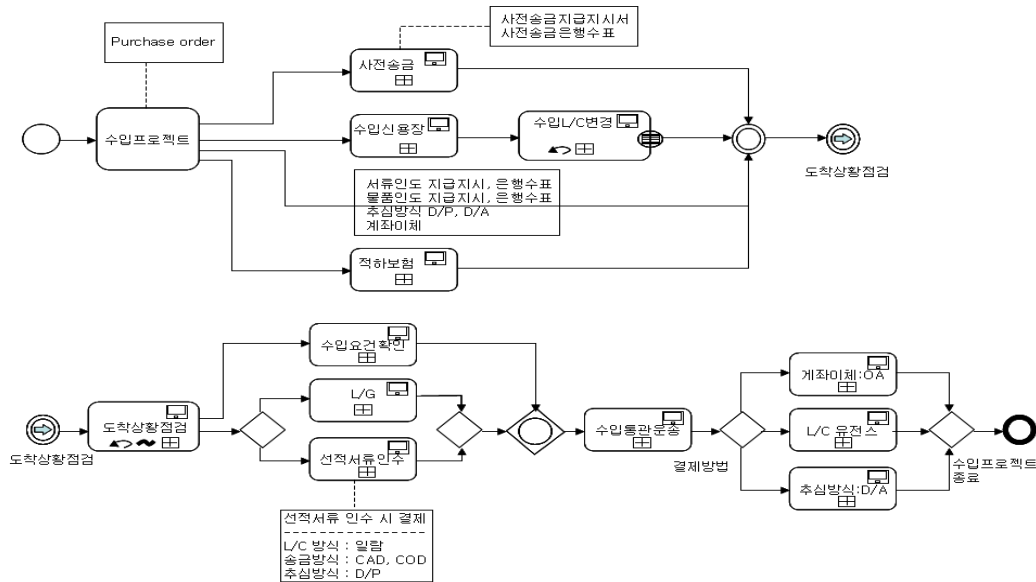 사전송금지급지시서
사전송금은행수표
Purchase order
사전송금
수입프로젝트
수입신용장
수입L/C변경
도착상황점검
서류인도 지급지시, 은행수표
물품인도 지급지시, 은행수표
추심방식 D/P, D/A
계좌이체
적하보험
수입요건확인
계좌이체:OA
L/G
도착상황점검
수입통관운송
L/C 유전스
도착상황점검
선적서류인수
결제방법
수입프로젝트
종료
추심방식:D/A
선적서류 인수 시 결제
L/C 방식 : 일람
송금방식 : CAD, COD
추심방식 : D/P